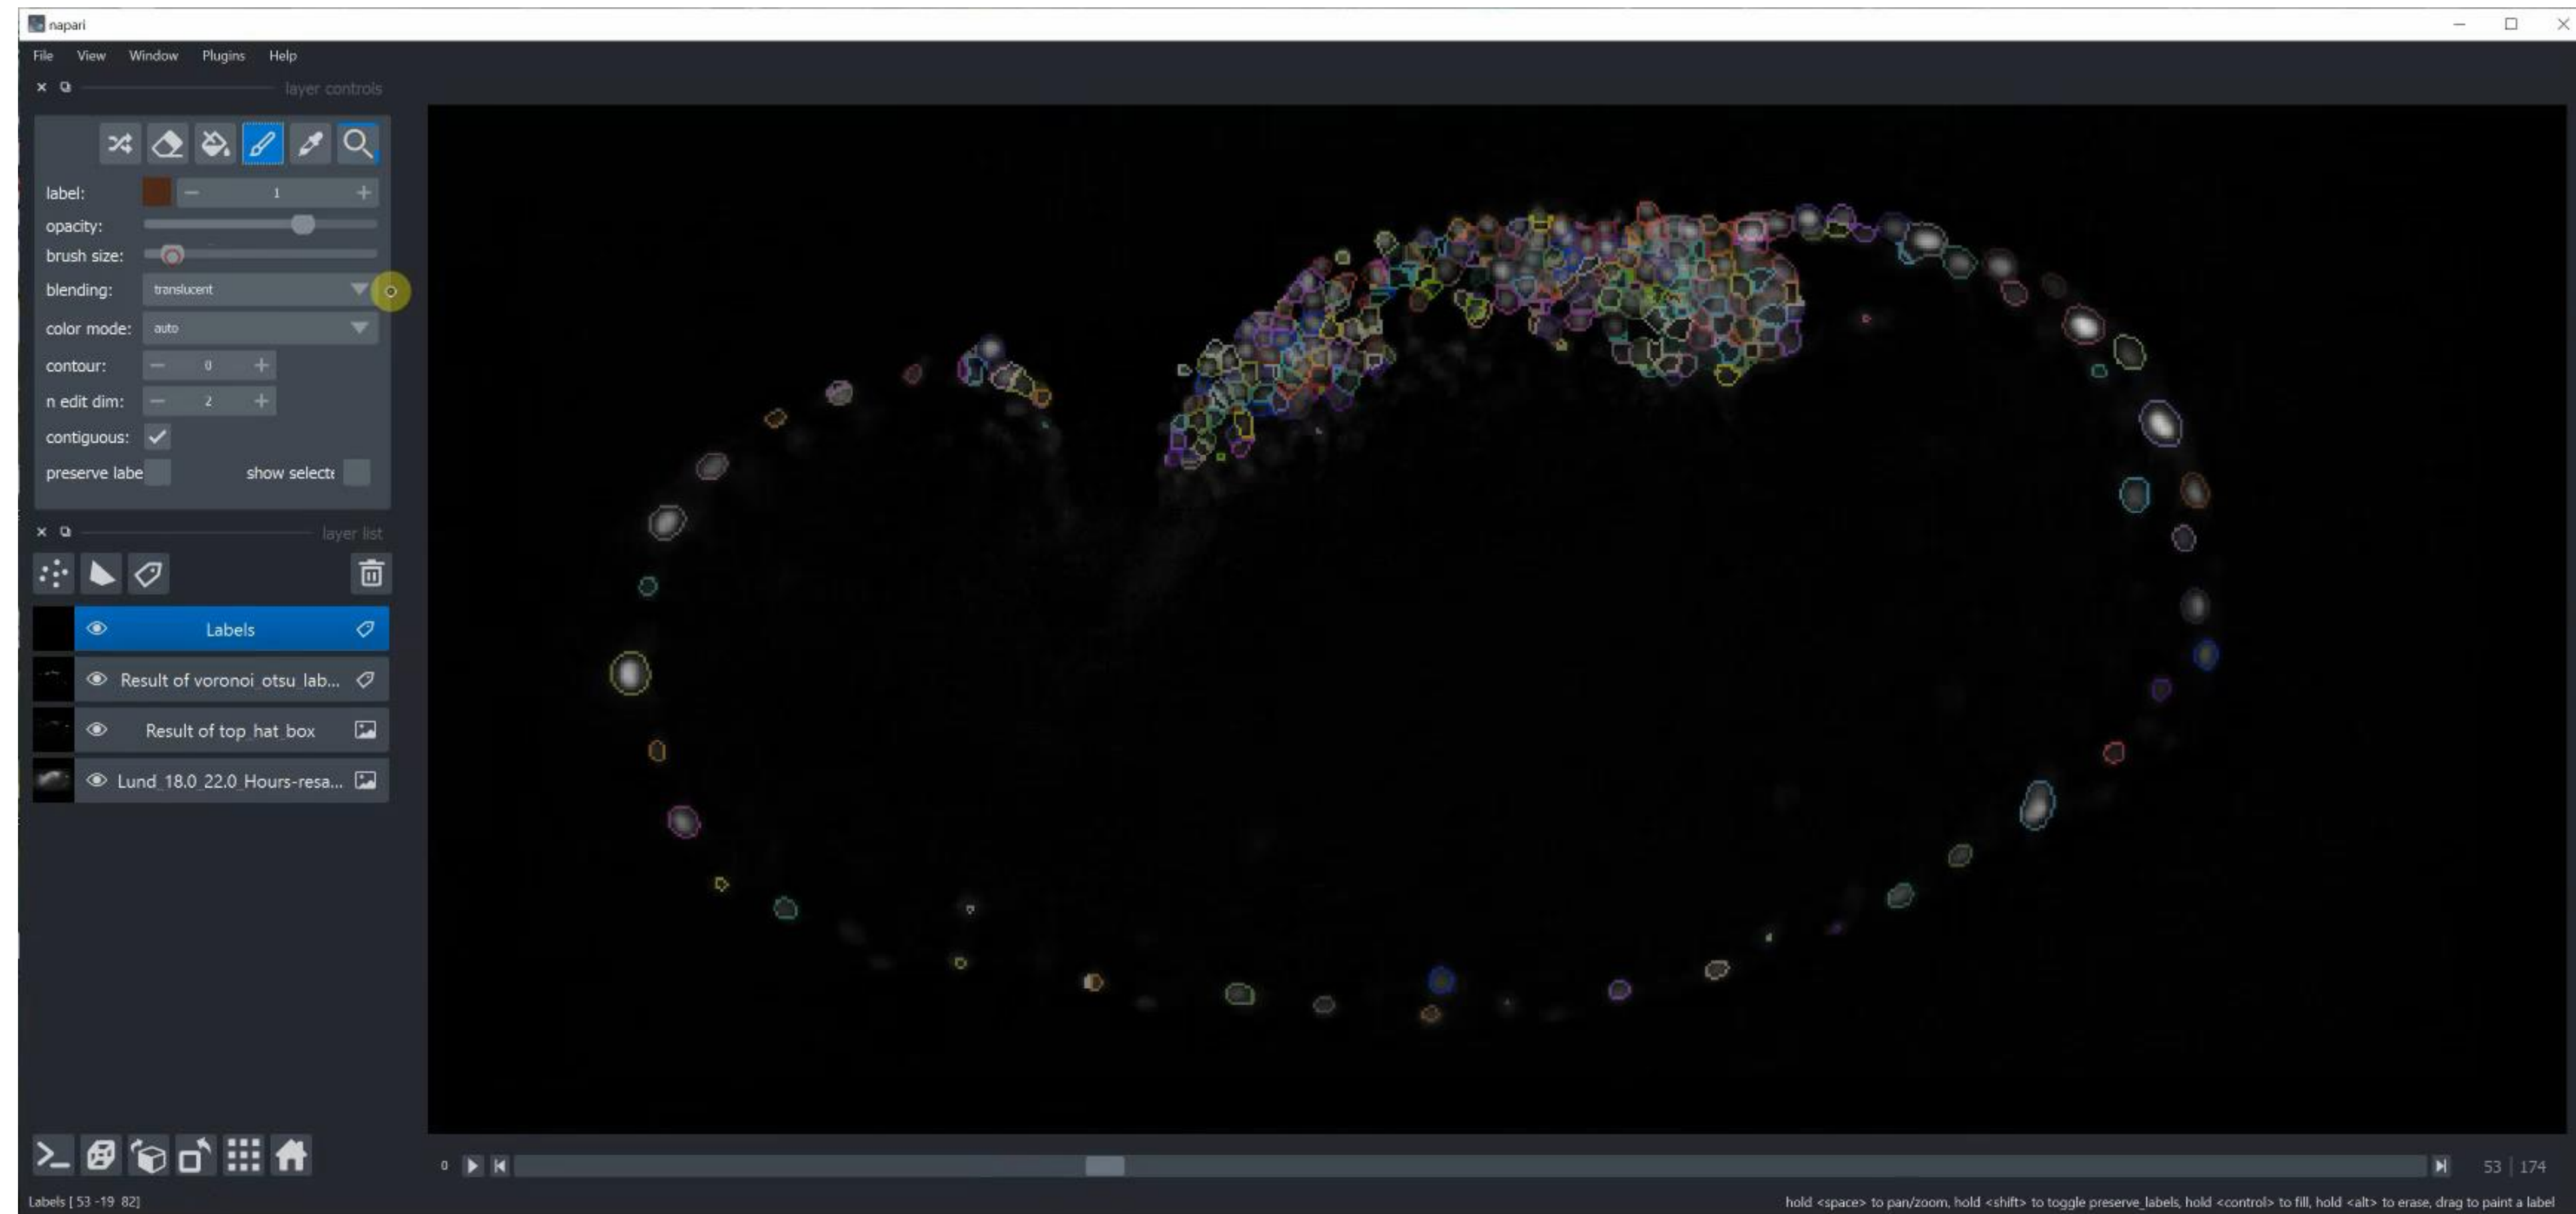 napari
File View Window Plugins Help
layer controls
label: 1
opacity:
brush size:
blending: translucent
color mode: auto
contour: 0
n edit dim: 2
contiguous:
preserve labe show selecte
layer list
Labels
Result of voronoi_otsu_lab...
Result of top_hat_box
Lund_18.0_22.0_Hours-resa...
0 53 | 174
Labels [ 53 -19 82]
hold <space> to pan/zoom, hold <shift> to toggle preserve_labels, hold <control> to fill, hold <alt> to erase, drag to paint a label